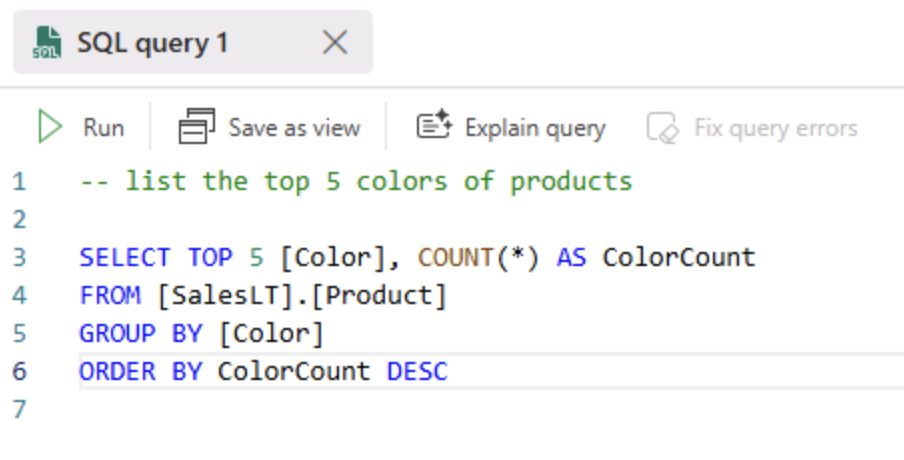 SQL
SQL query 1
Run Save as view Explain query Fix query errors
1 -- list the top 5 colors of products
2
3 SELECT TOP 5 [Color], COUNT(*) AS ColorCount
4 FROM [SalesLT].[Product]
5 GROUP BY [Color]
6 ORDER BY ColorCount DESC
7